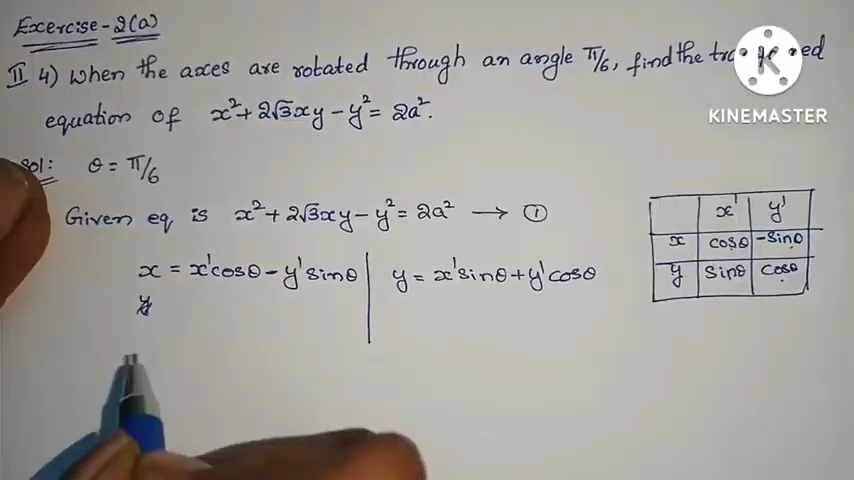 Excercise-2(a)
II 4) When the axes are rotated through an angle π/6, find the
equation of x²+2√3xy-y²=2a².
Sol: θ = π/6
Given eq is x²+2√3xy-y²=2a² → ①
x = x'cosθ - y'sinθ | y = x'sinθ + y'cosθ
x' y'
x cosθ -sinθ
y sinθ cosθ
K
KINEMASTER